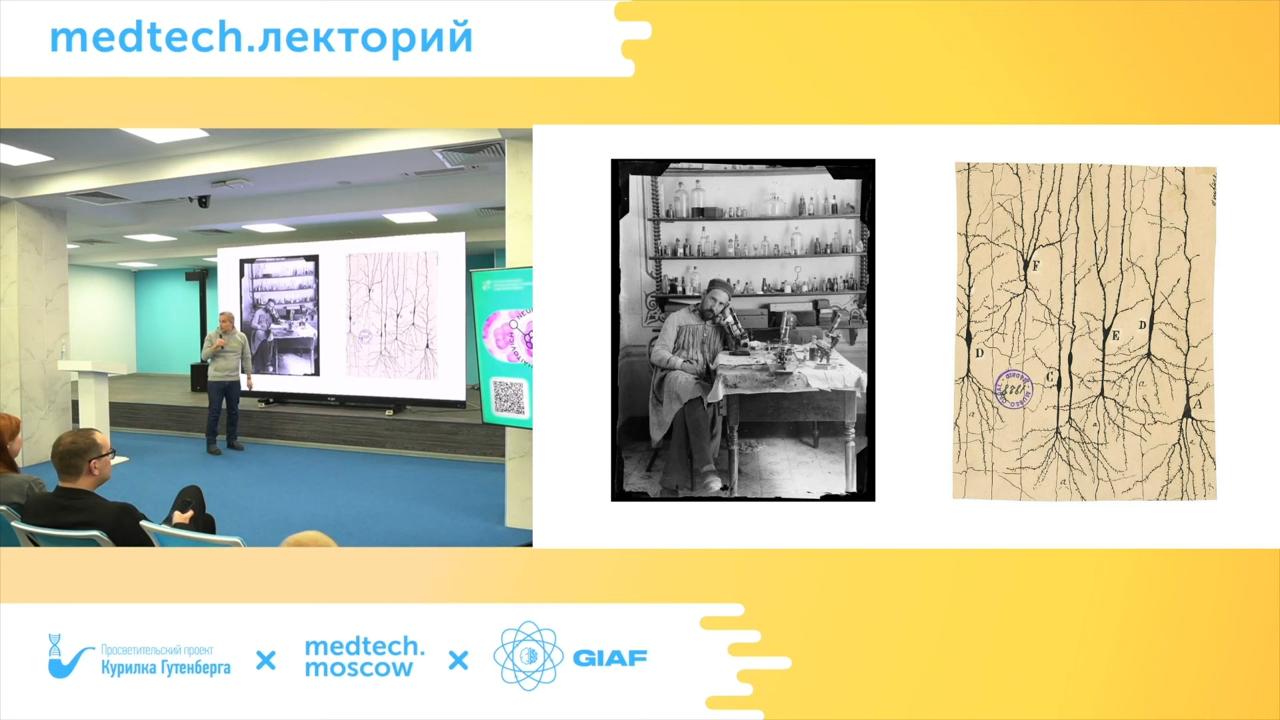 medtech.лекторий
F
D
E
D
C
A
a
a
a
a
Просветительский проект
Курилка Гутенберга
×
medtech.
moscow
×
GIAF